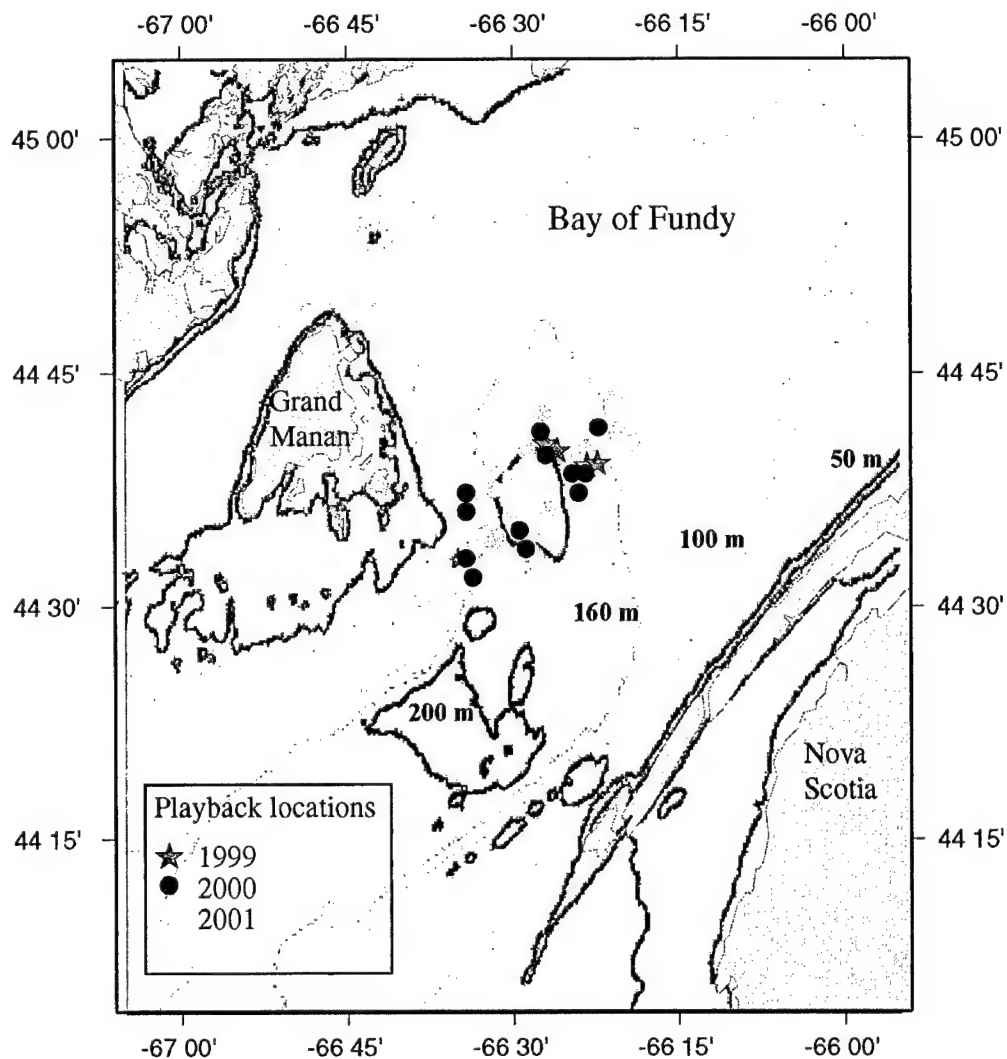 -67 00' -66 45' -66 30' -66 15' -66 00'
45 00' 45 00'
Bay of Fundy
44 45' 44 45'
Grand
Manan
50 m
100 m
160 m
44 30' 44 30'
200 m
Nova
Scotia
Playback locations
1999
2000
2001
44 15' 44 15'
-67 00' -66 45' -66 30' -66 15' -66 00'